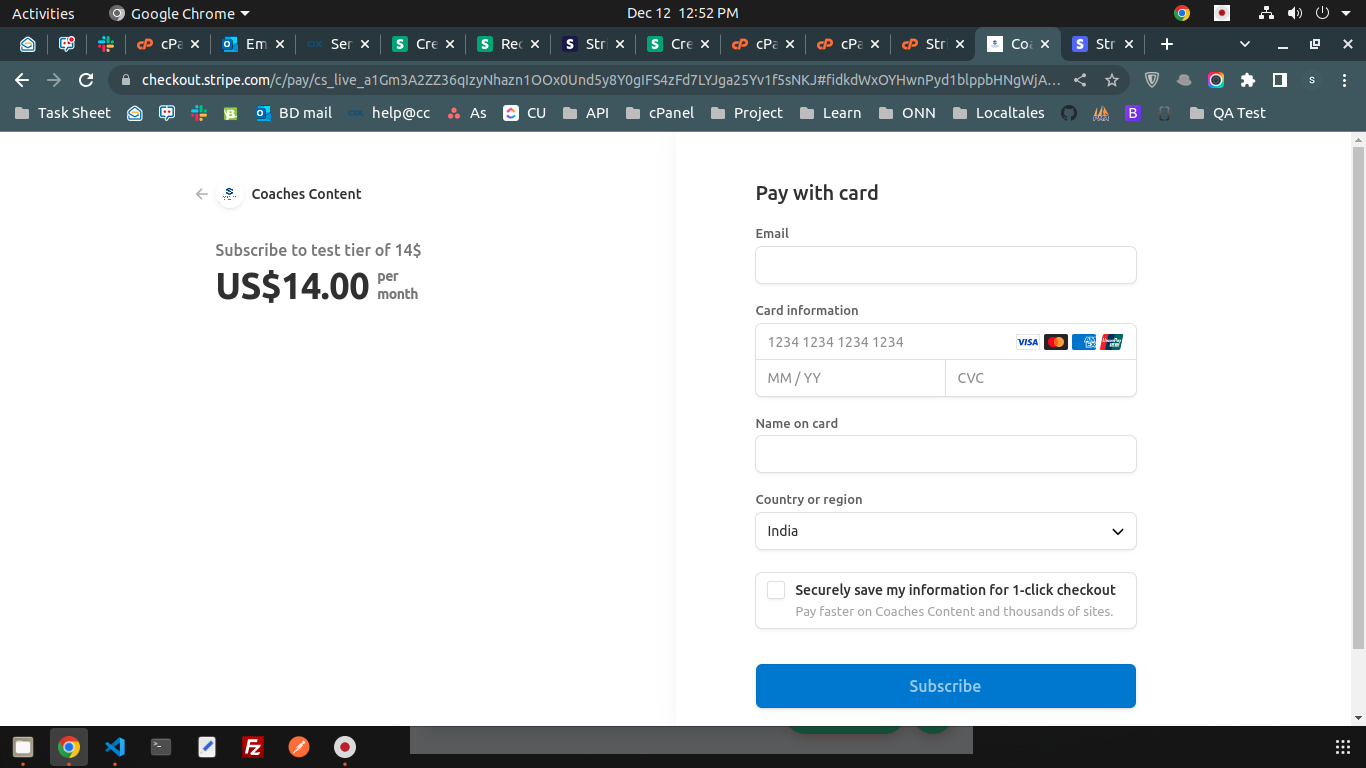 Activities
Google Chrome
Dec 12 12:52 PM
cPa
Em
Ser
Cre
Rec
Stri
Cre
cPa
cPa
Stri
Coa
Str
checkout.stripe.com/c/pay/cs_live_a1Gm3A2ZZ36qIzyNhazn1OOx0Und5y8Y0gIFS4zFd7LYJga25Yv1f5sNKJ#fidkdWxOYHwnPyd1blppbHNgWjA...
S
Task Sheet
BD mail
help@cc
As
CU
API
cPanel
Project
Learn
ONN
Localtales
B
QA Test
Coaches Content
Subscribe to test tier of 14$
US$14.00 per
month
Pay with card
Email
Card information
1234 1234 1234 1234
VISA
MM / YY
CVC
Name on card
Country or region
India
Securely save my information for 1-click checkout
Pay faster on Coaches Content and thousands of sites.
Subscribe